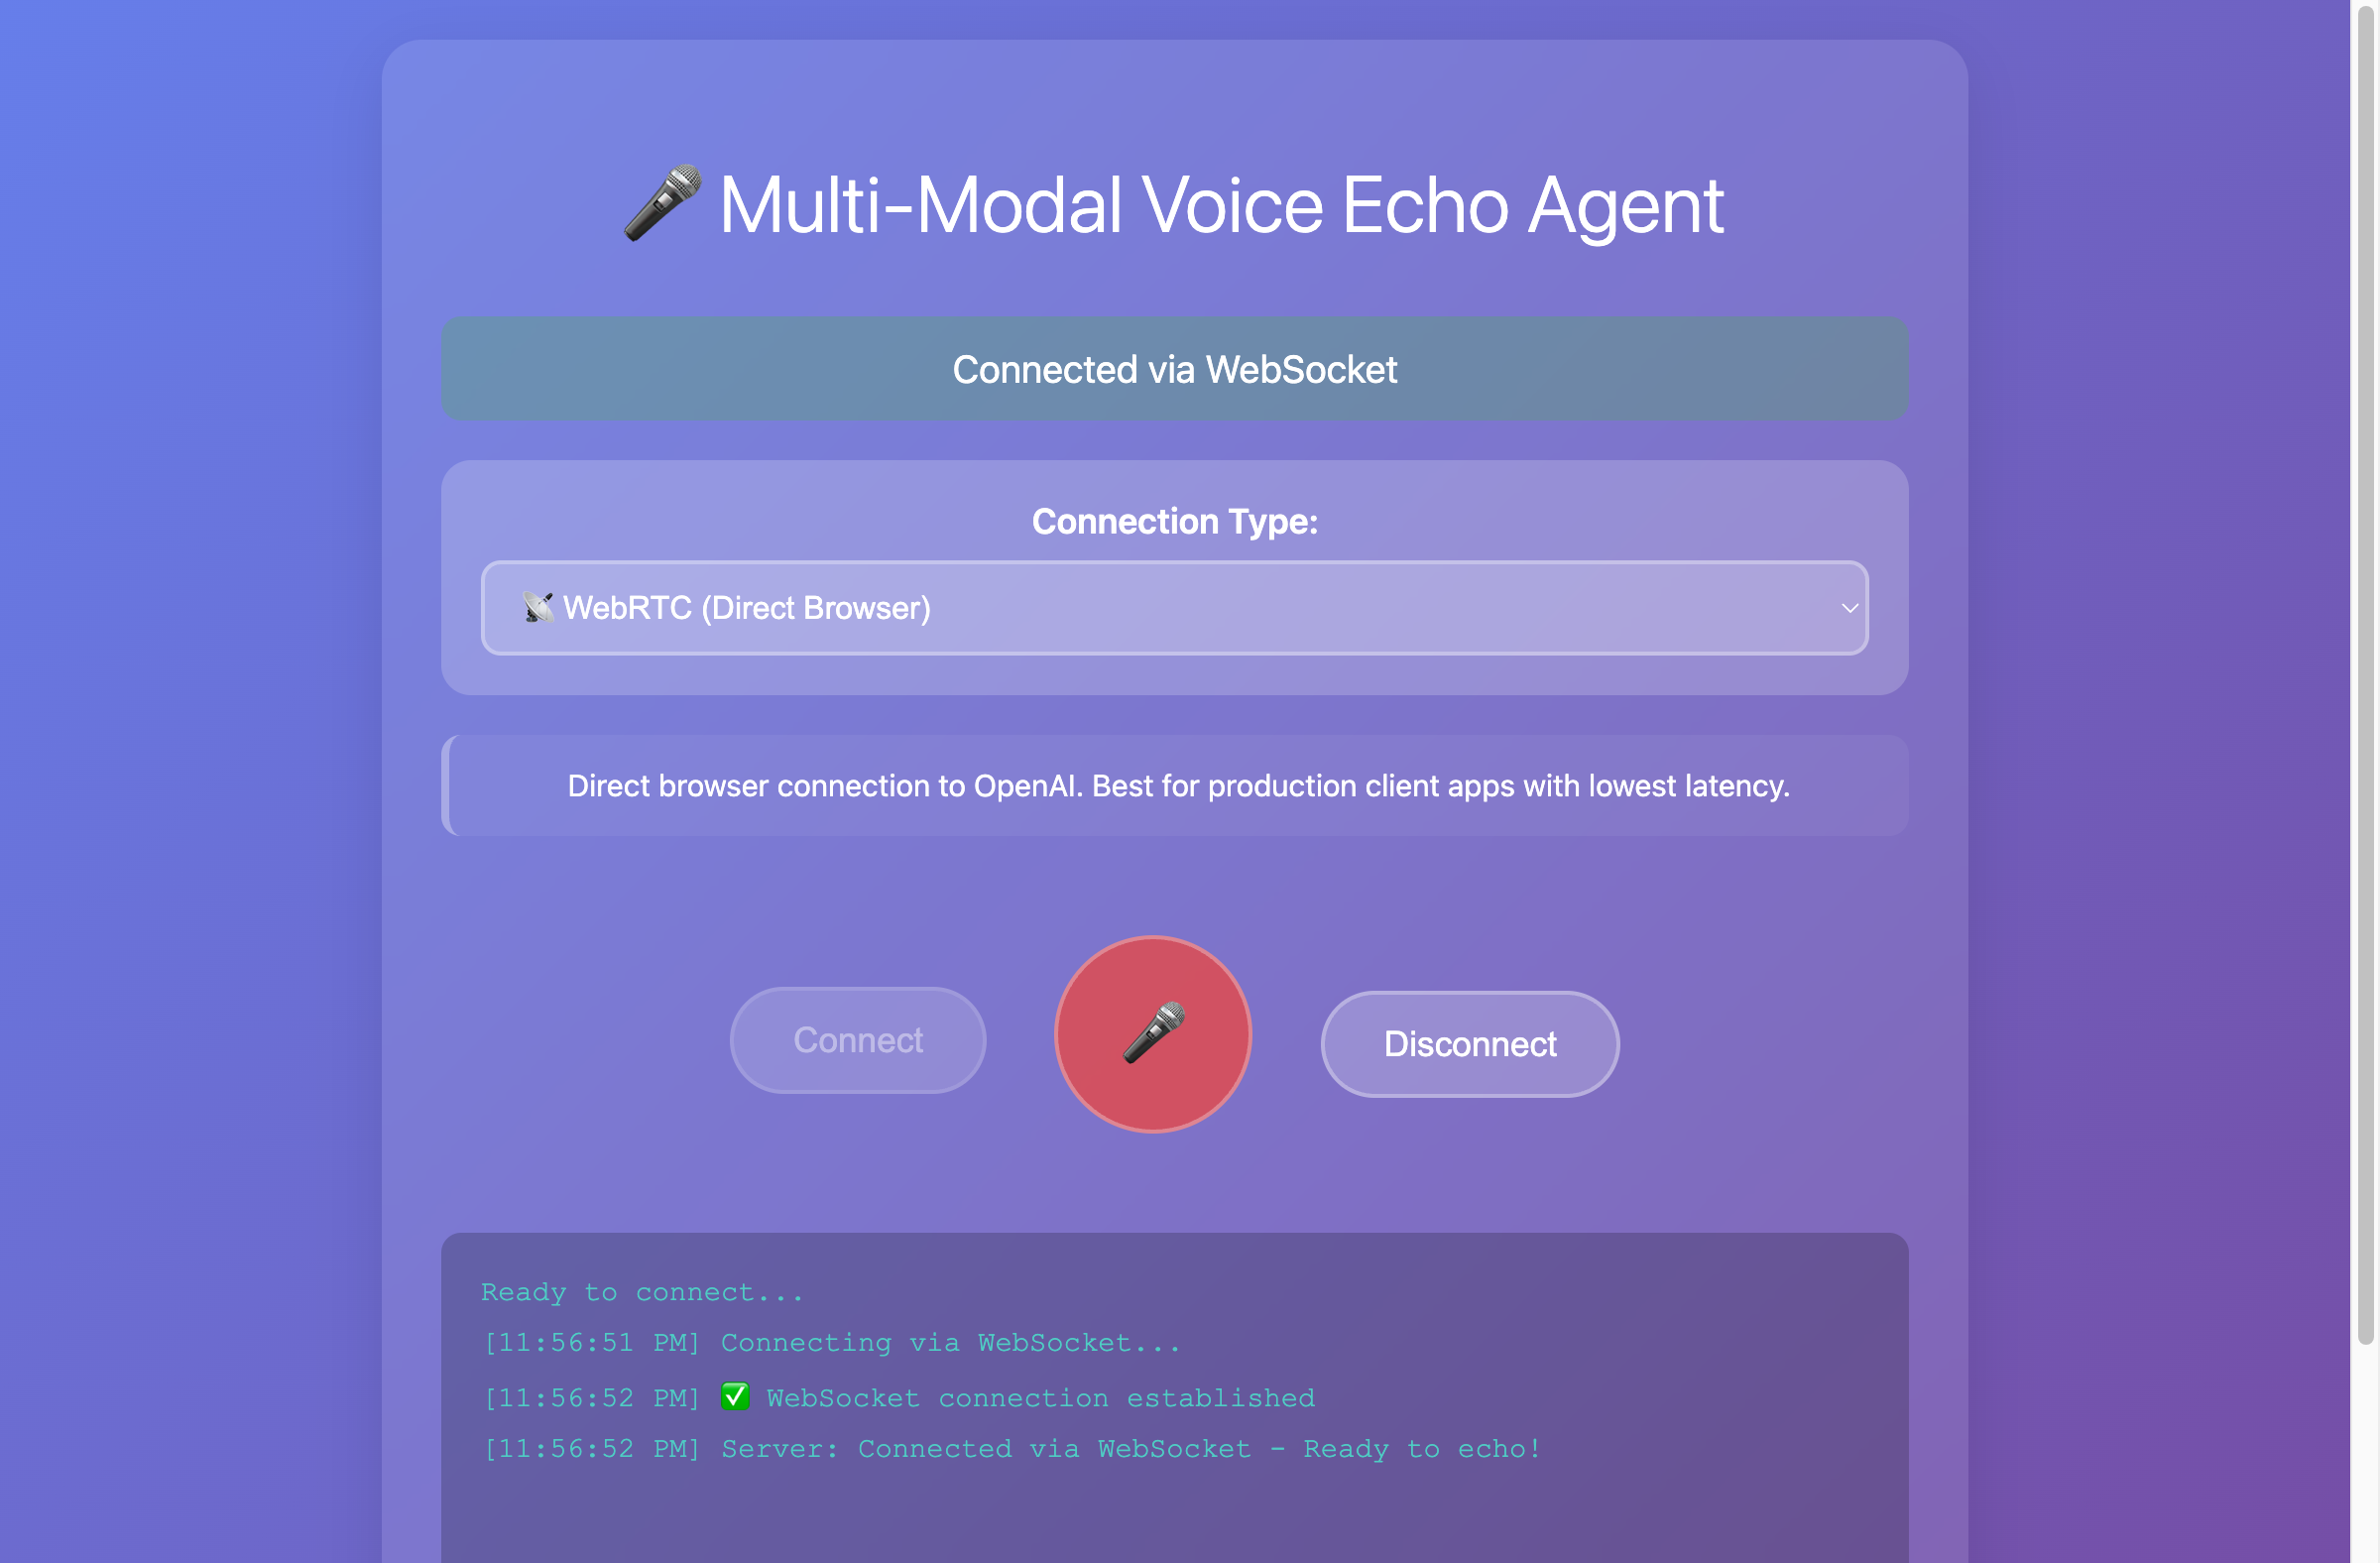 🎤 Multi-Modal Voice Echo Agent
Connected via WebSocket
Connection Type:
📡 WebRTC (Direct Browser)
Direct browser connection to OpenAI. Best for production client apps with lowest latency.
Connect
🎤
Disconnect
Ready to connect...
[11:56:51 PM] Connecting via WebSocket...
[11:56:52 PM] ✅ WebSocket connection established
[11:56:52 PM] Server: Connected via WebSocket - Ready to echo!